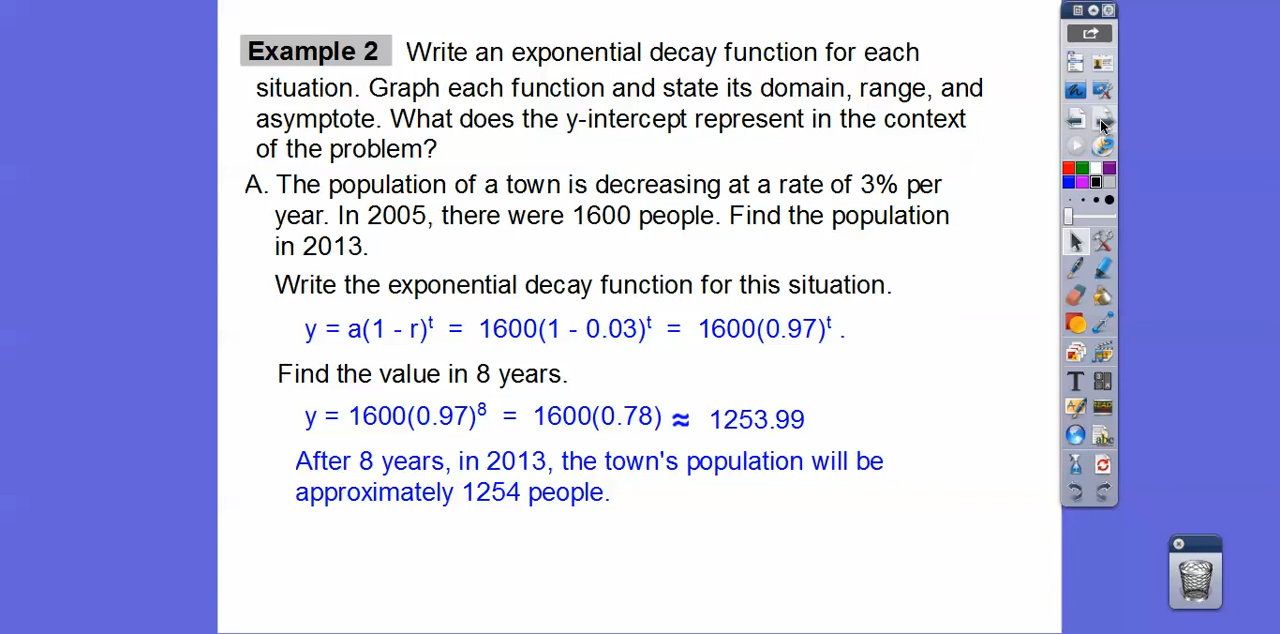 Example 2 Write an exponential decay function for each
situation. Graph each function and state its domain, range, and
asymptote. What does the y-intercept represent in the context
of the problem?
A. The population of a town is decreasing at a rate of 3% per
year. In 2005, there were 1600 people. Find the population
in 2013.
Write the exponential decay function for this situation.
y = a(1 - r)ᵗ = 1600(1 - 0.03)ᵗ = 1600(0.97)ᵗ .
Find the value in 8 years.
y = 1600(0.97)⁸ = 1600(0.78) ≈ 1253.99
After 8 years, in 2013, the town's population will be
approximately 1254 people.